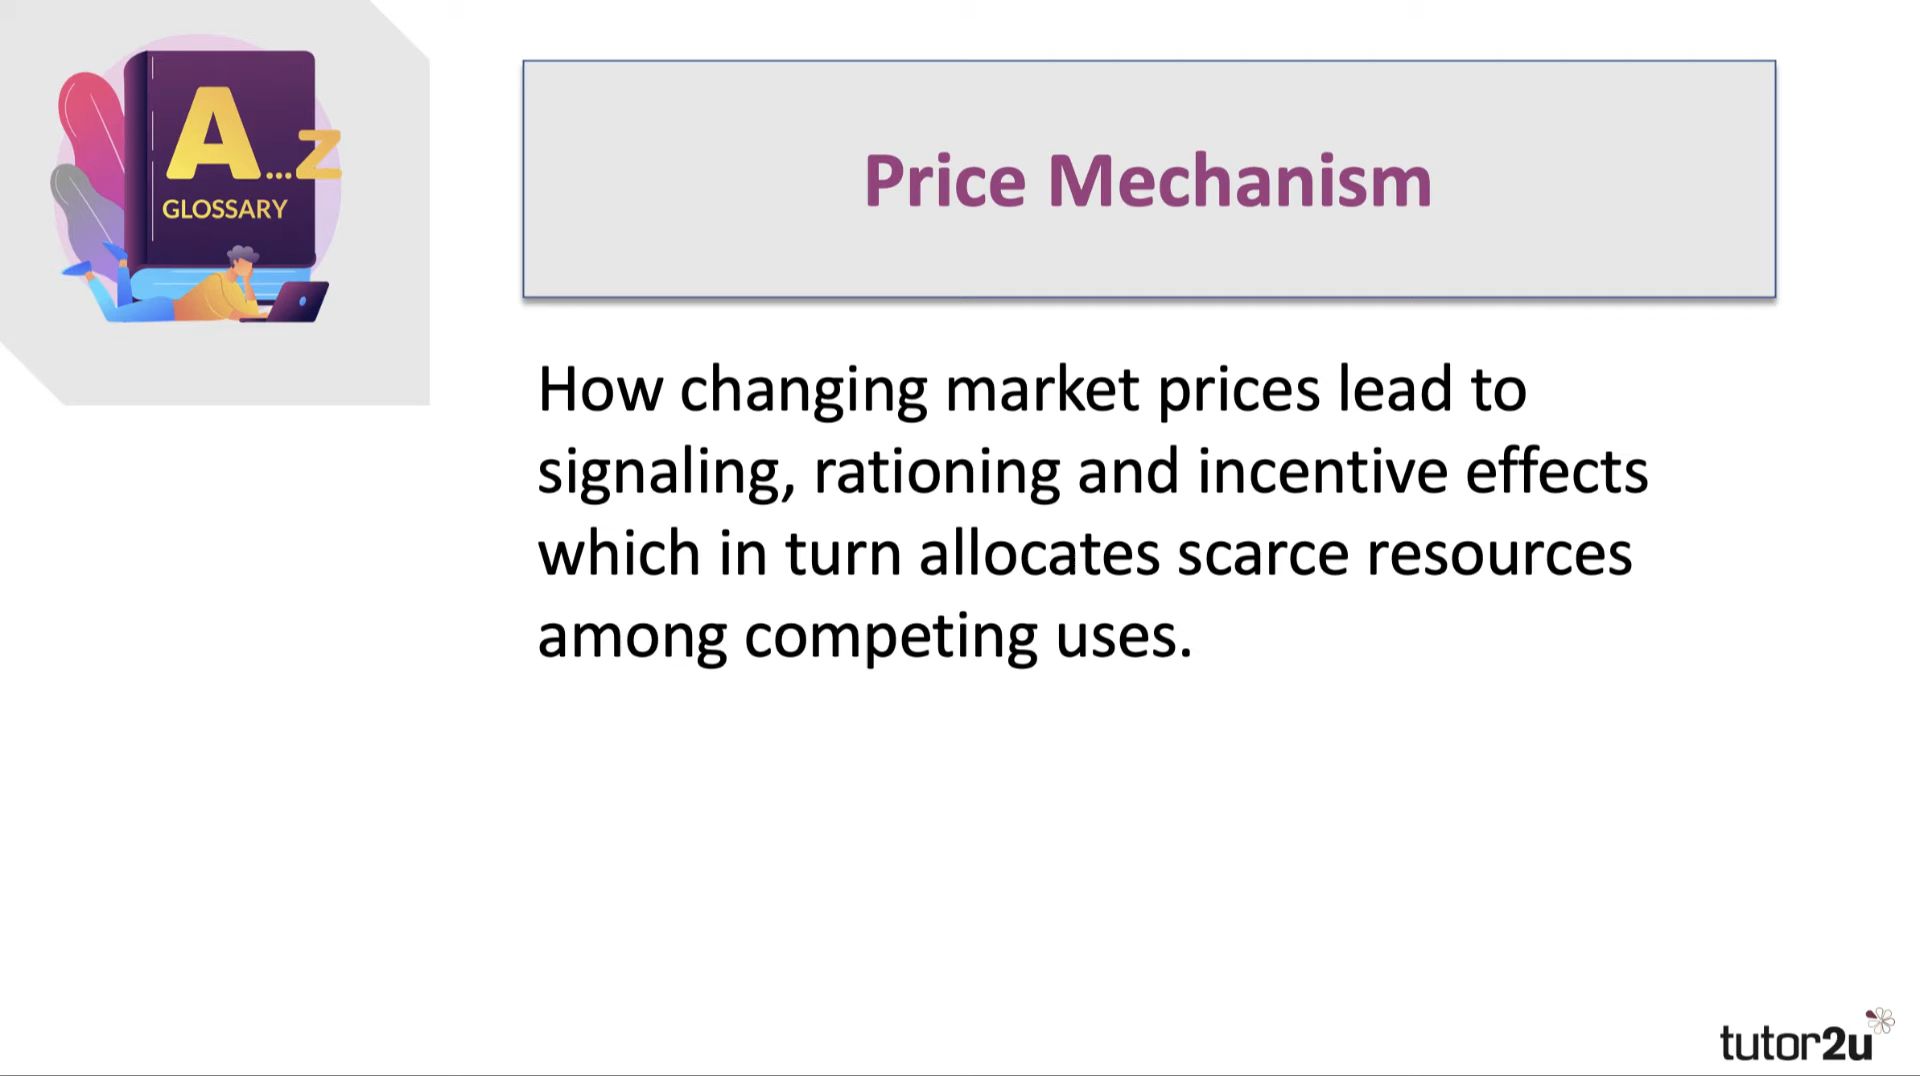 A...Z
GLOSSARY
Price Mechanism
How changing market prices lead to
signaling, rationing and incentive effects
which in turn allocates scarce resources
among competing uses.
tutor2u